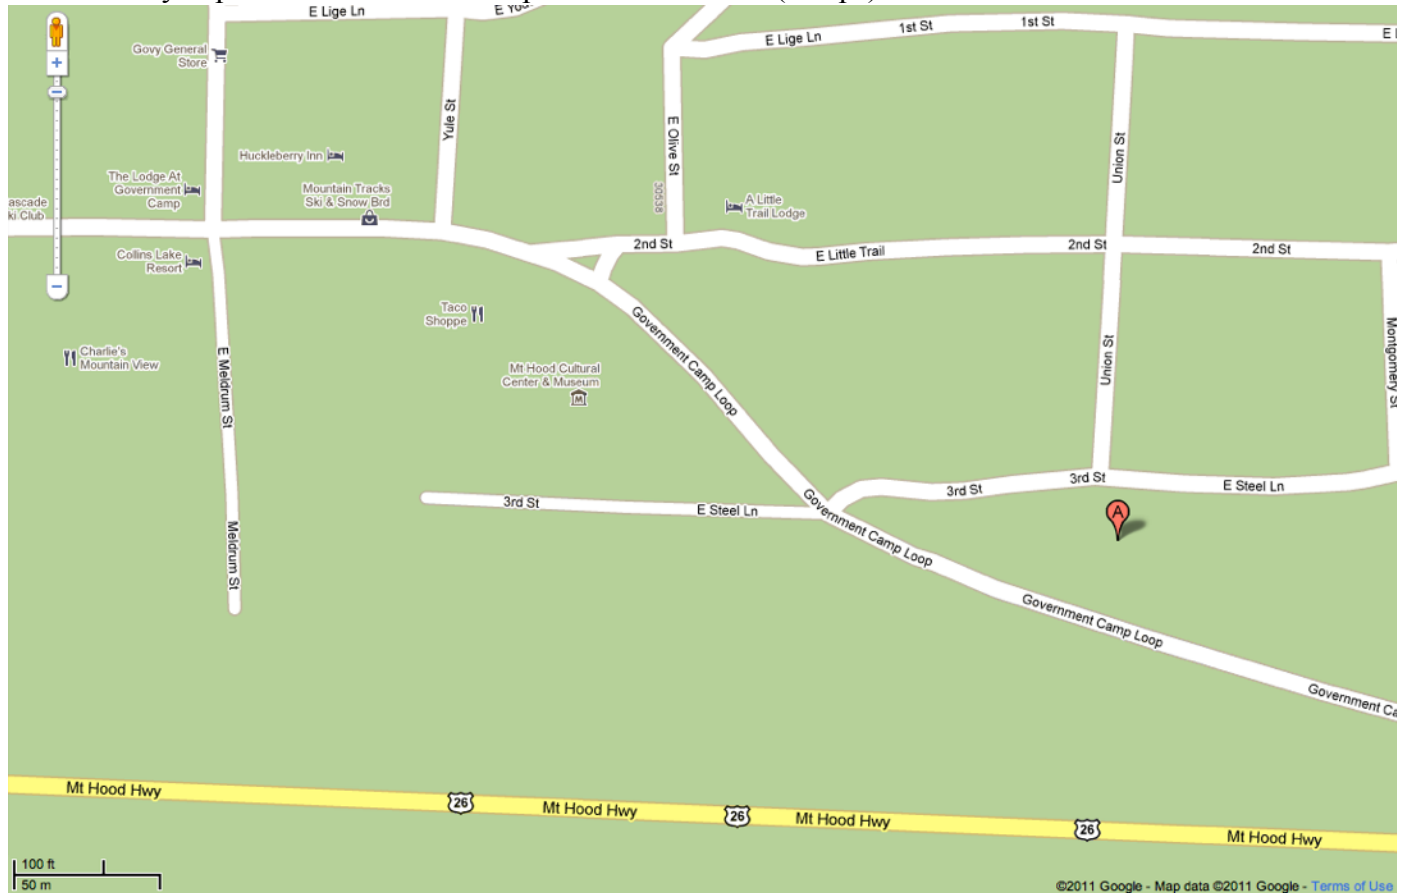 E Lige Ln
Govy General
Store
Yule St
E Olive St
E Lige Ln
1st St
1st St
Union St
Huckleberry Inn
The Lodge At
Government
Camp
Mountain Tracks
Ski & Snow Brd
30538
A Little
Trail Lodge
2nd St
E Little Trail
2nd St
2nd St
Collins Lake
Resort
Taco
Shoppe
Charlie's
Mountain View
E Meldrum St
Mt Hood Cultural
Center & Museum
M
Government Camp Loop
Union St
Montgomery St
3rd St
E Steel Ln
Government Camp Loop
3rd St
3rd St
E Steel Ln
A
Meldrum St
Government Camp Loop
Government Ca
Mt Hood Hwy
26
Mt Hood Hwy
26
Mt Hood Hwy
26
Mt Hood Hwy
100 ft
50 m
©2011 Google - Map data ©2011 Google - Terms of Use